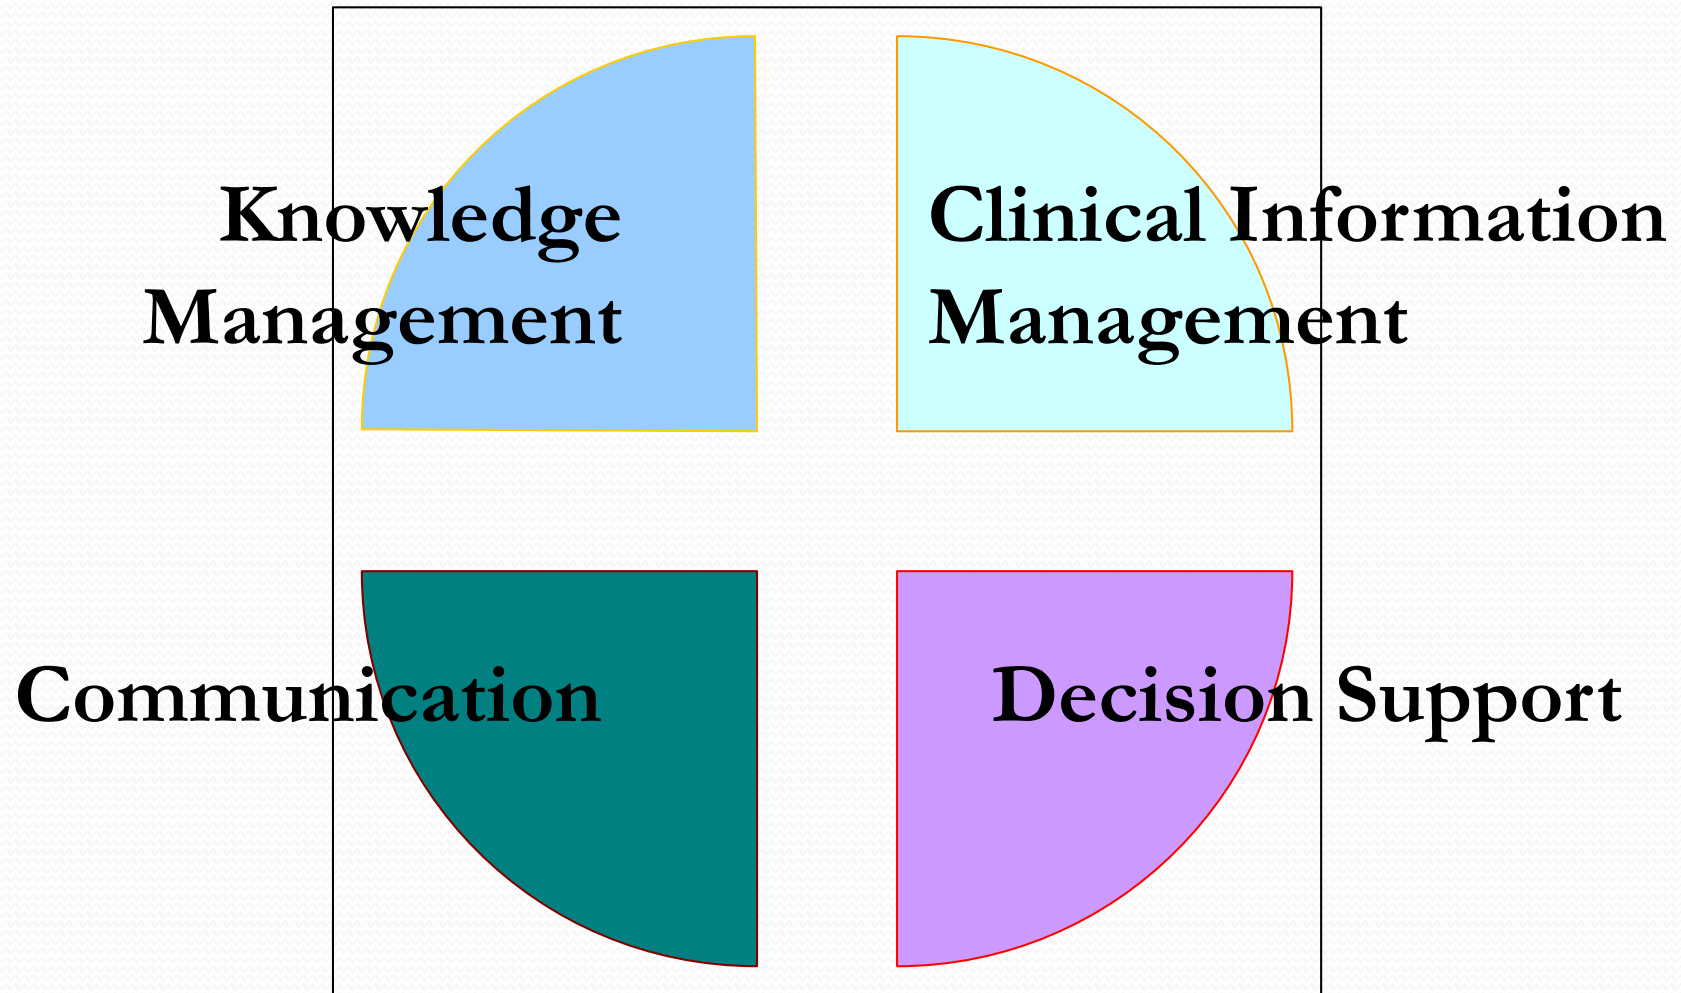 Knowledge
Management
Clinical Information
Management
Communication
Decision Support